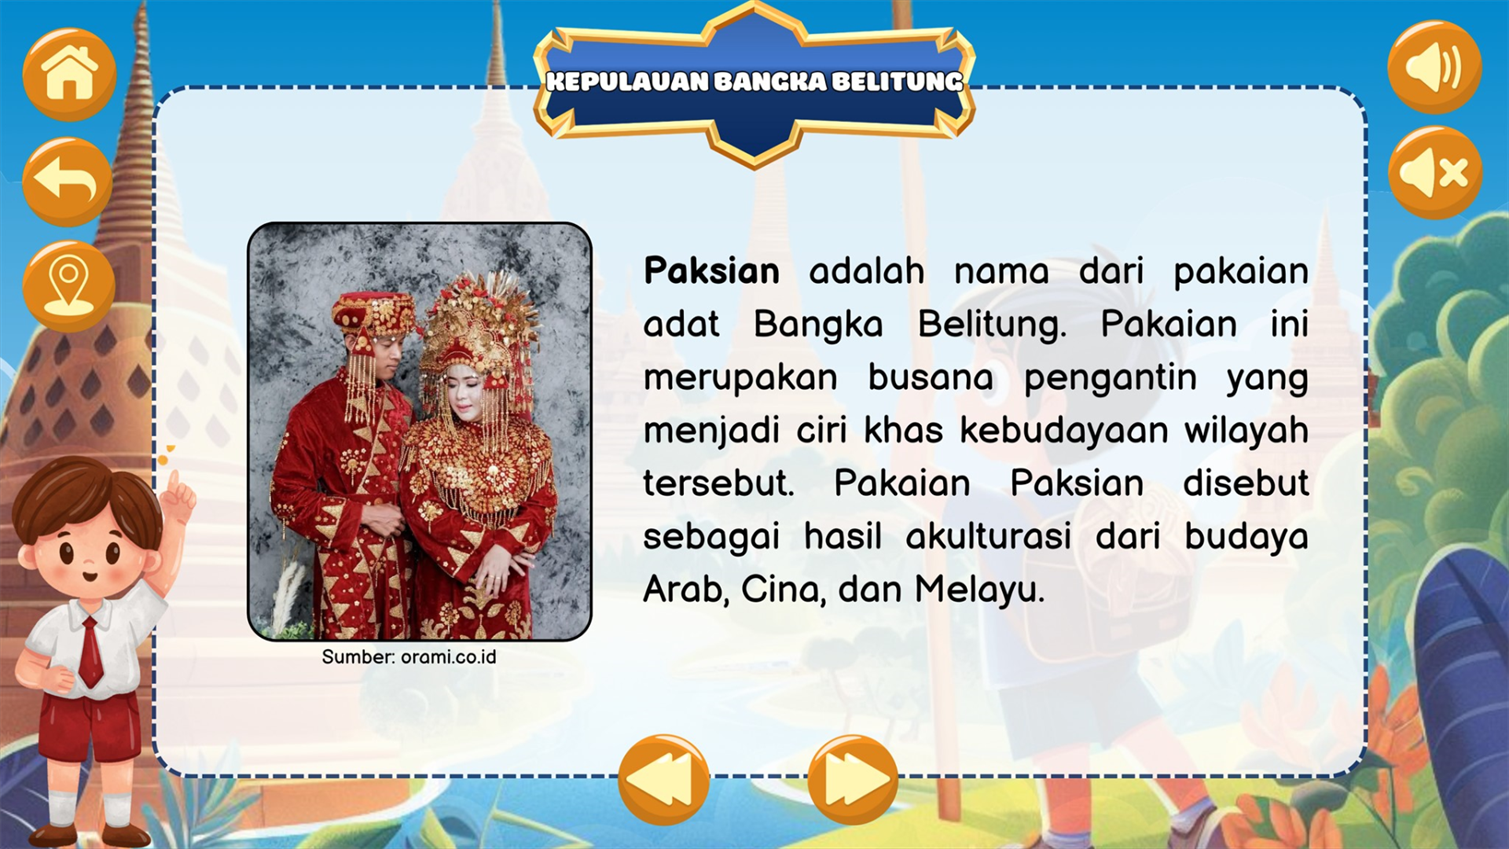 KEPULAUAN BANGKA BELITUNG
Paksian adalah nama dari pakaian
adat Bangka Belitung. Pakaian ini
merupakan busana pengantin yang
menjadi ciri khas kebudayaan wilayah
tersebut. Pakaian Paksian disebut
sebagai hasil akulturasi dari budaya
Arab, Cina, dan Melayu.
Sumber: orami.co.id